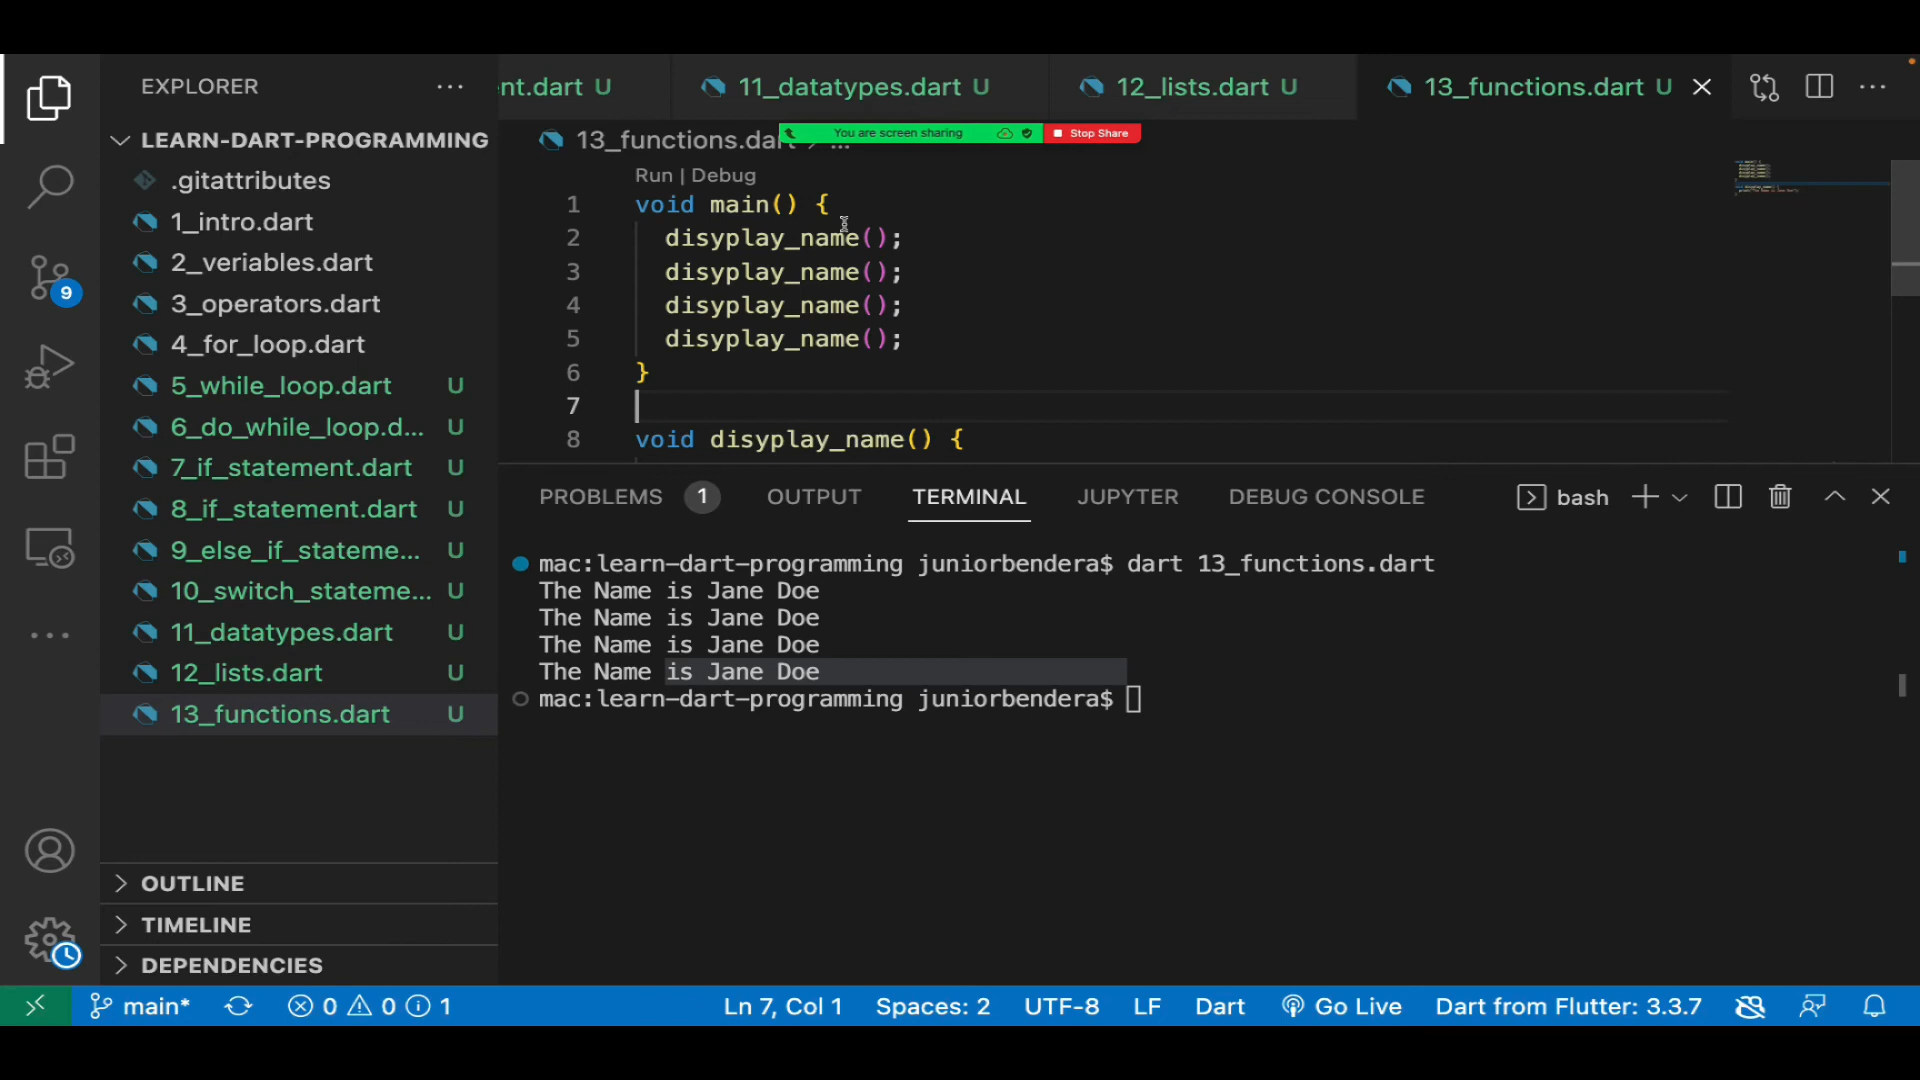 EXPLORER
LEARN-DART-PROGRAMMING
.gitattributes
1_intro.dart
2_veriables.dart
3_operators.dart
4_for_loop.dart
5_while_loop.dart U
6_do_while_loop.d... U
7_if_statement.dart U
8_if_statement.dart U
9_else_if_stateme... U
10_switch_stateme... U
11_datatypes.dart U
12_lists.dart U
13_functions.dart U
OUTLINE
TIMELINE
DEPENDENCIES
9
nt.dart U 11_datatypes.dart U 12_lists.dart U 13_functions.dart U
You are screen sharing Stop Share
13_functions.dart > ...
Run | Debug
1 void main() {
2 disyplay_name();
3 disyplay_name();
4 disyplay_name();
5 disyplay_name();
6 }
7
8 void disyplay_name() {
PROBLEMS 1 OUTPUT TERMINAL JUPYTER DEBUG CONSOLE bash
mac:learn-dart-programming juniorbendera$ dart 13_functions.dart
The Name is Jane Doe
The Name is Jane Doe
The Name is Jane Doe
The Name is Jane Doe
mac:learn-dart-programming juniorbendera$
main* 0 0 1 Ln 7, Col 1 Spaces: 2 UTF-8 LF Dart Go Live Dart from Flutter: 3.3.7